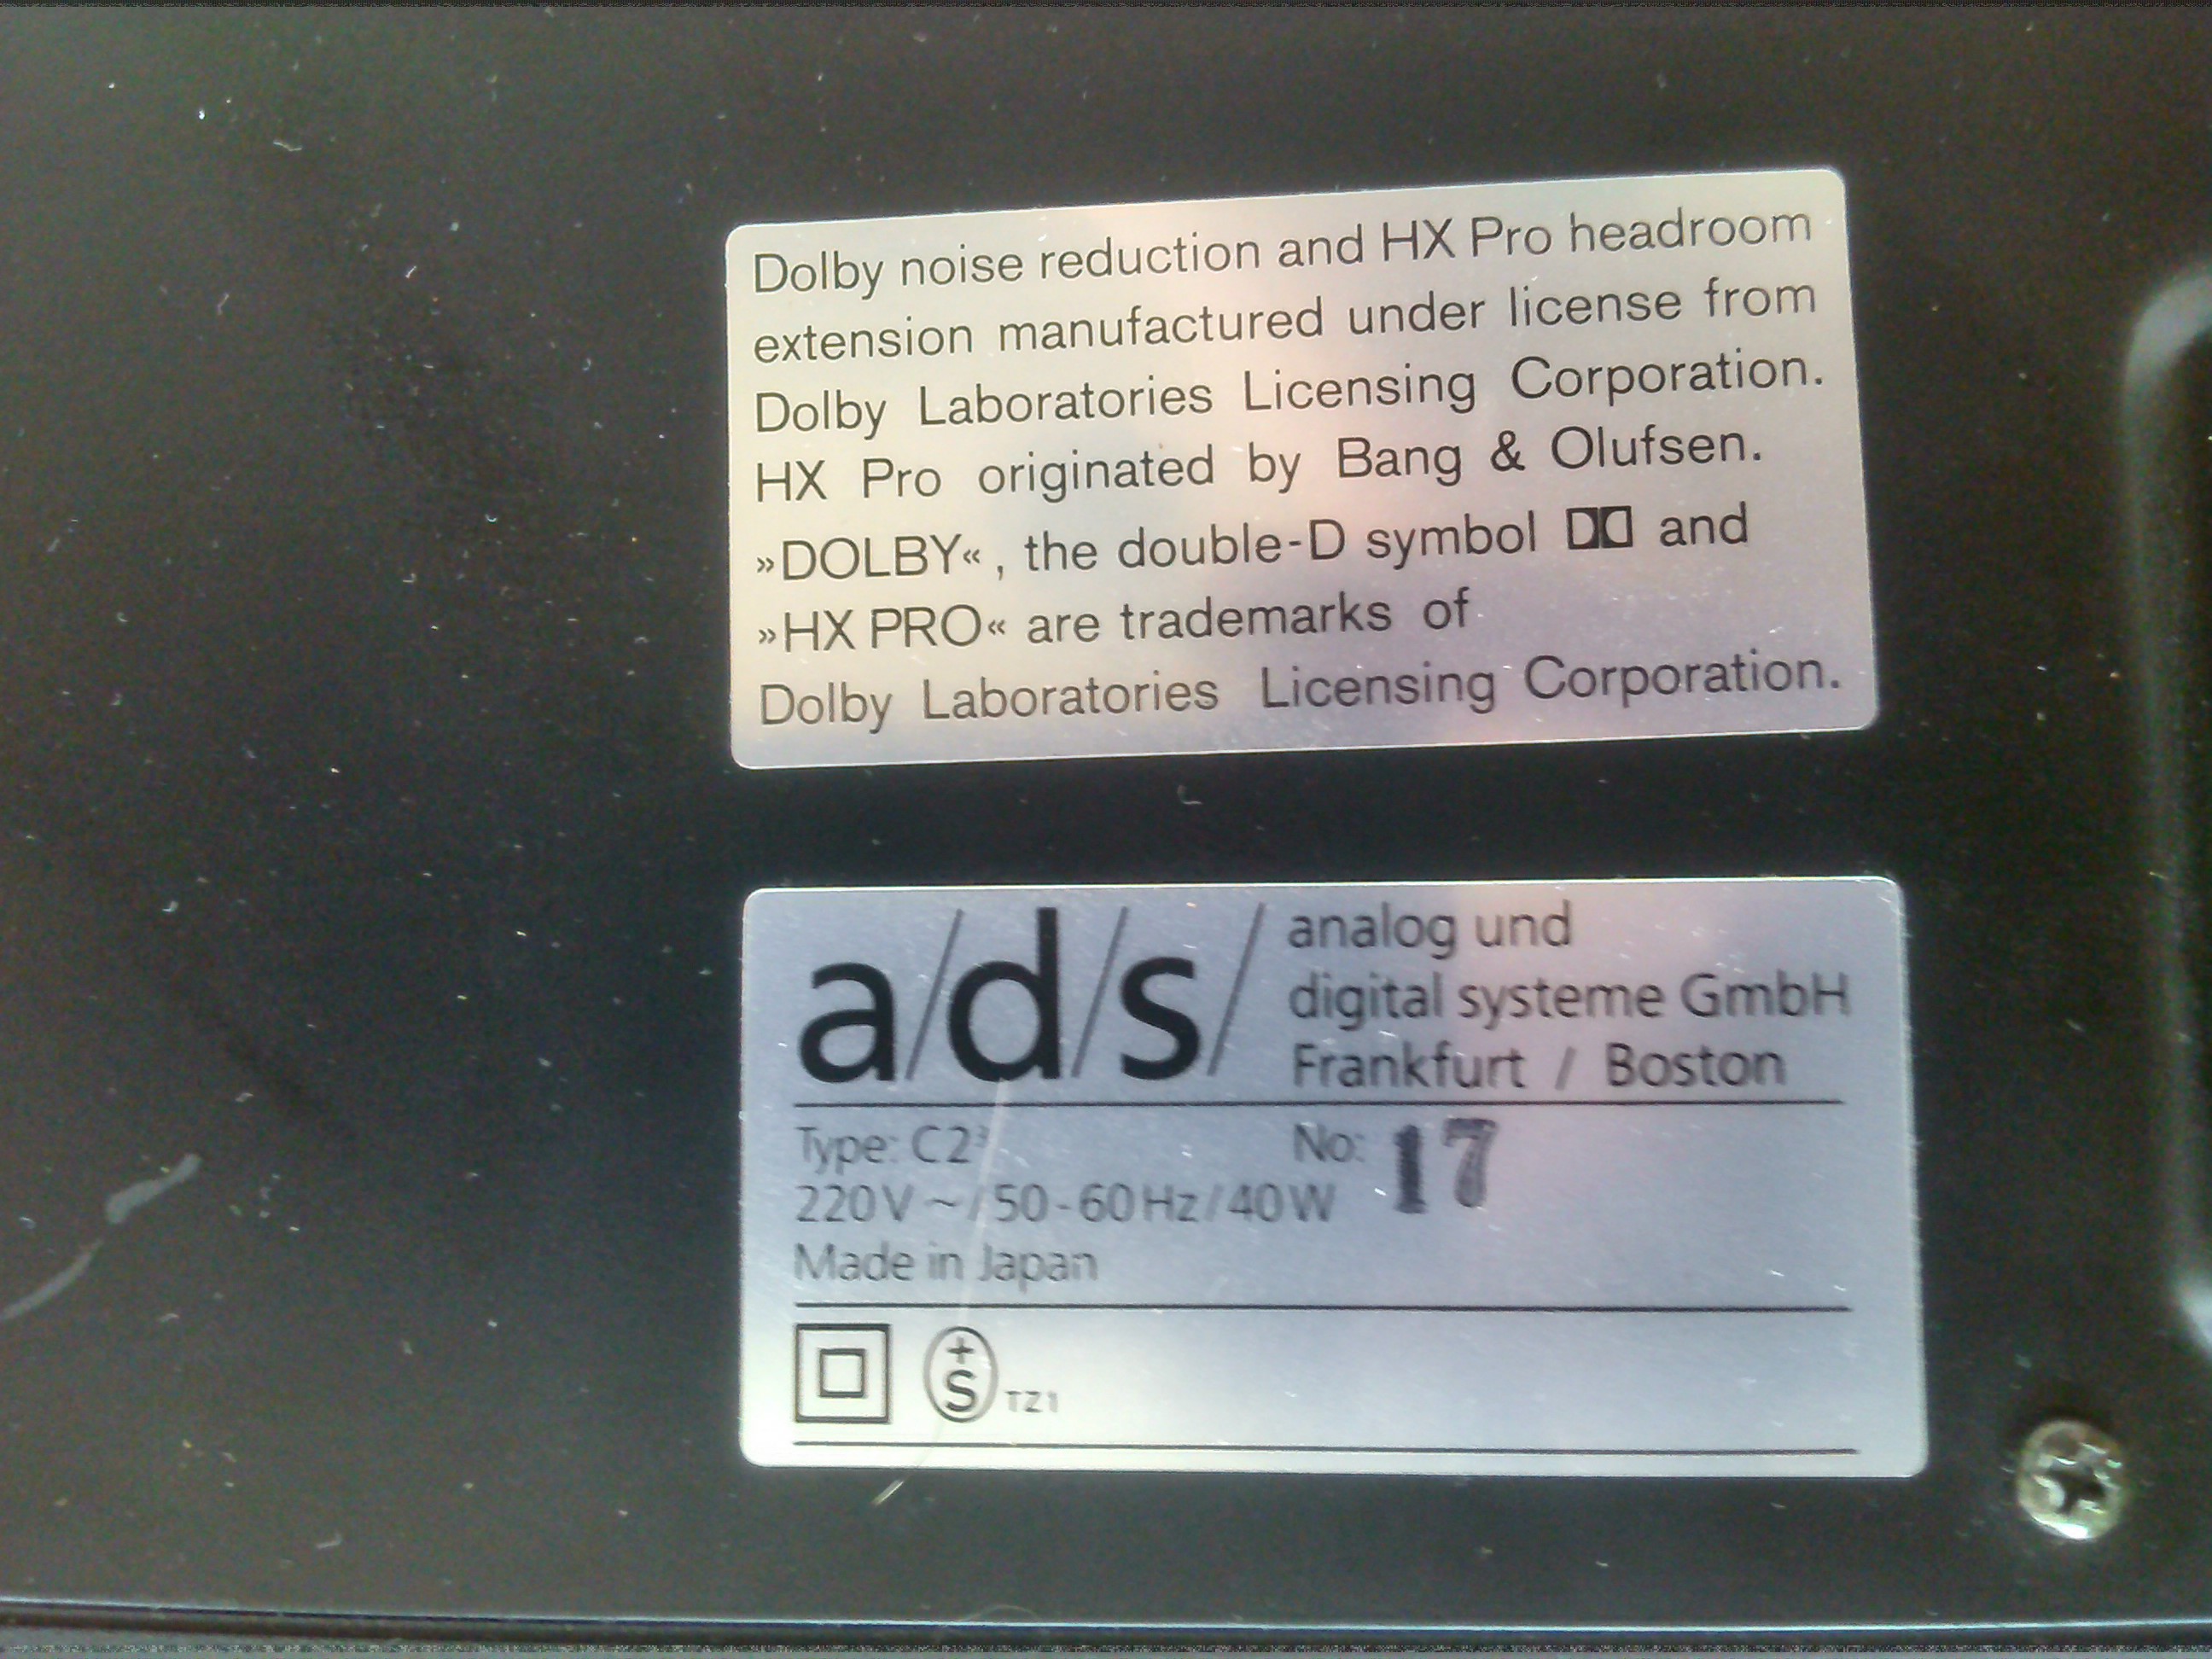 Dolby noise reduction and HX Pro headroom
extension manufactured under license from
Dolby Laboratories Licensing Corporation.
HX Pro originated by Bang & Olufsen.
»DOLBY«, the double-D symbol and
»HX PRO« are trademarks of
Dolby Laboratories Licensing Corporation.
a/d/s/
analog und
digital systeme GmbH
Frankfurt / Boston
Type: C2³ No: 17
220V ~/50-60Hz/40W
Made in Japan
+
S TZ1